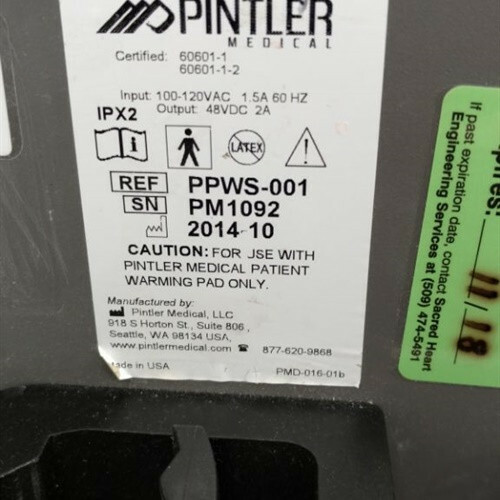 PINTLER
MEDICAL
Certified: 60601-1
60601-1-2
Input: 100-120VAC 1.5A 60 HZ
Output: 48VDC 2A
IPX2
LATEX
REF PPWS-001
SN PM1092
2014-10
CAUTION: FOR USE WITH
PINTLER MEDICAL PATIENT
WARMING PAD ONLY.
Manufactured by:
Pintler Medical, LLC
918 S Horton St., Suite 806,
Seattle, WA 98134 USA,
www.pintlermedical.com 877-620-9868
Made in USA PMD-016-01b
pires:
11/18
If past expiration date, contact Sacred Heart
Engineering Services at (509) 474-5491